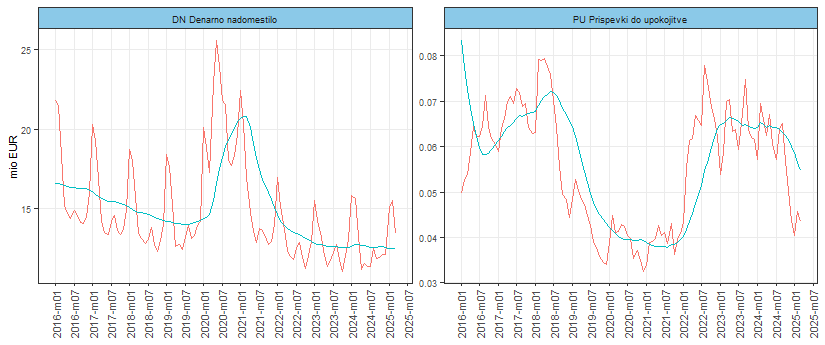 DN Denarno nadomestilo
PU Prispevki do upokojitve
mio EUR
25
20
15
0.08
0.07
0.06
0.05
0.04
0.03
2016-m01
2016-m07
2017-m01
2017-m07
2018-m01
2018-m07
2019-m01
2019-m07
2020-m01
2020-m07
2021-m01
2021-m07
2022-m01
2022-m07
2023-m01
2023-m07
2024-m01
2024-m07
2025-m01
2025-m07
2016-m01
2016-m07
2017-m01
2017-m07
2018-m01
2018-m07
2019-m01
2019-m07
2020-m01
2020-m07
2021-m01
2021-m07
2022-m01
2022-m07
2023-m01
2023-m07
2024-m01
2024-m07
2025-m01
2025-m07